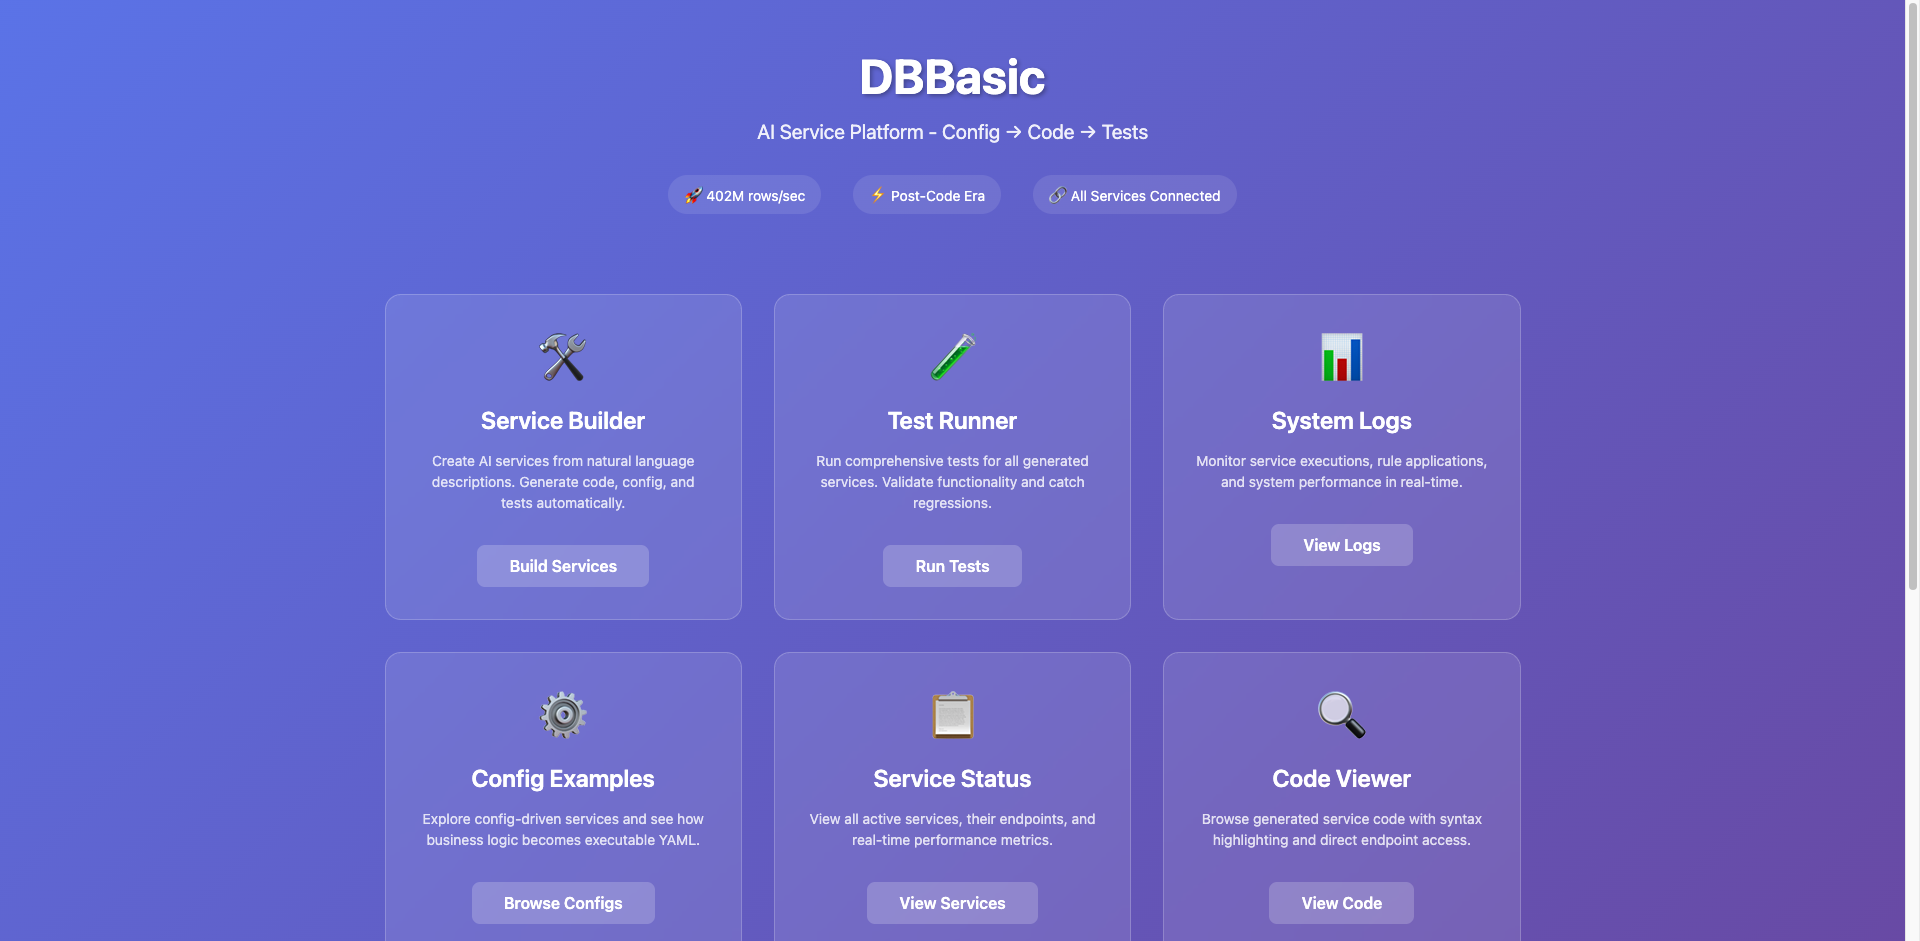 DBBasic
AI Service Platform - Config → Code → Tests
🚀 402M rows/sec
⚡ Post-Code Era
🔗 All Services Connected
Service Builder
Create AI services from natural language
descriptions. Generate code, config, and
tests automatically.
Build Services
Test Runner
Run comprehensive tests for all generated
services. Validate functionality and catch
regressions.
Run Tests
System Logs
Monitor service executions, rule applications,
and system performance in real-time.
View Logs
Config Examples
Explore config-driven services and see how
business logic becomes executable YAML.
Browse Configs
Service Status
View all active services, their endpoints, and
real-time performance metrics.
View Services
Code Viewer
Browse generated service code with syntax
highlighting and direct endpoint access.
View Code